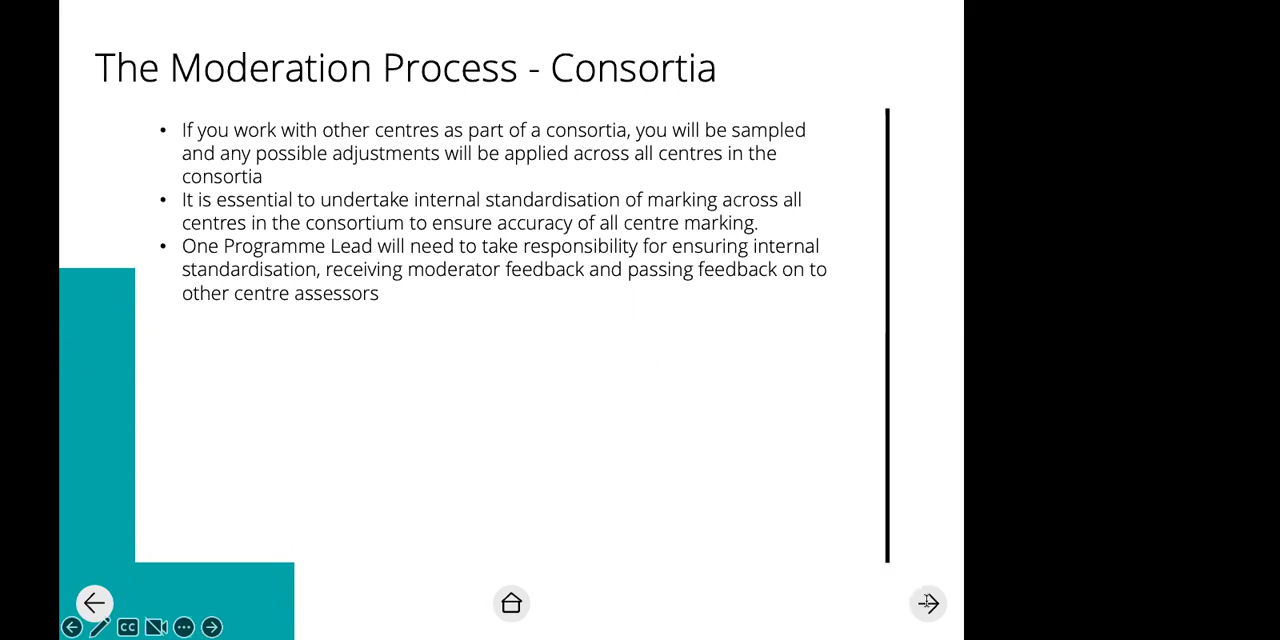 The Moderation Process - Consortia
• If you work with other centres as part of a consortia, you will be sampled
and any possible adjustments will be applied across all centres in the
consortia
• It is essential to undertake internal standardisation of marking across all
centres in the consortium to ensure accuracy of all centre marking.
• One Programme Lead will need to take responsibility for ensuring internal
standardisation, receiving moderator feedback and passing feedback on to
other centre assessors
CC